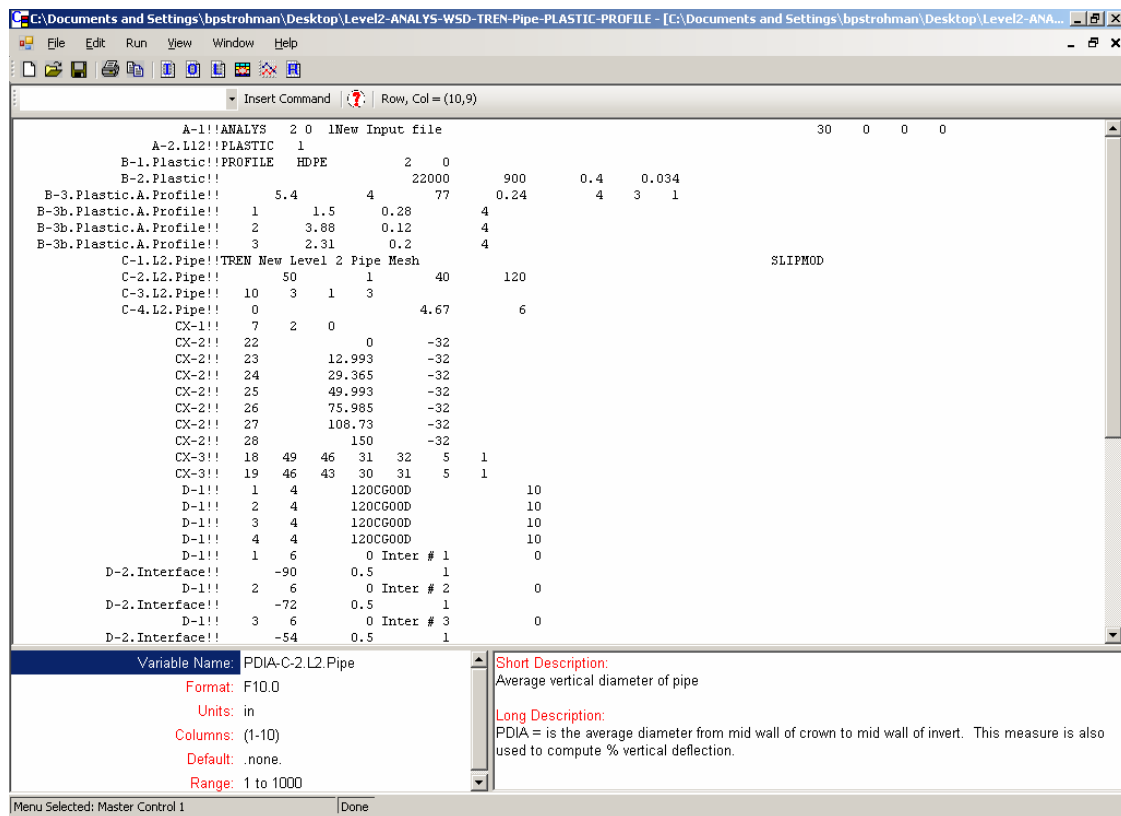 C:\Documents and Settings\bpstrohman\Desktop\Level2-ANALYS-WSD-TREN-Pipe-PLASTIC-PROFILE - [C:\Documents and Settings\bpstrohman\Desktop\Level2-ANA...
File Edit Run View Window Help
Insert Command Row, Col = (10,9)
A-1!!ANALYS 2 0 1New Input file 30 0 0 0
A-2.L12!!PLASTIC 1
B-1.Plastic!!PROFILE HDPE 2 0
B-2.Plastic!! 22000 900 0.4 0.034
B-3.Plastic.A.Profile!! 5.4 4 77 0.24 4 3 1
B-3b.Plastic.A.Profile!! 1 1.5 0.28 4
B-3b.Plastic.A.Profile!! 2 3.88 0.12 4
B-3b.Plastic.A.Profile!! 3 2.31 0.2 4
C-1.L2.Pipe!!TREN New Level 2 Pipe Mesh SLIPMOD
C-2.L2.Pipe!! 50 1 40 120
C-3.L2.Pipe!! 10 3 1 3
C-4.L2.Pipe!! 0 4.67 6
CX-1!! 7 2 0
CX-2!! 22 0 -32
CX-2!! 23 12.993 -32
CX-2!! 24 29.365 -32
CX-2!! 25 49.993 -32
CX-2!! 26 75.985 -32
CX-2!! 27 108.73 -32
CX-2!! 28 150 -32
CX-3!! 18 49 46 31 32 5 1
CX-3!! 19 46 43 30 31 5 1
D-1!! 1 4 120CGOOD 10
D-1!! 2 4 120CGOOD 10
D-1!! 3 4 120CGOOD 10
D-1!! 4 4 120CGOOD 10
D-1!! 1 6 0 Inter # 1 0
D-2.Interface!! -90 0.5 1
D-1!! 2 6 0 Inter # 2 0
D-2.Interface!! -72 0.5 1
D-1!! 3 6 0 Inter # 3 0
D-2.Interface!! -54 0.5 1
Variable Name: PDIA-C-2.L2.Pipe
Format: F10.0
Units: in
Columns: (1-10)
Default: .none.
Range: 1 to 1000
Short Description:
Average vertical diameter of pipe
Long Description:
PDIA = is the average diameter from mid wall of crown to mid wall of invert. This measure is also
used to compute % vertical deflection.
Menu Selected: Master Control 1 Done